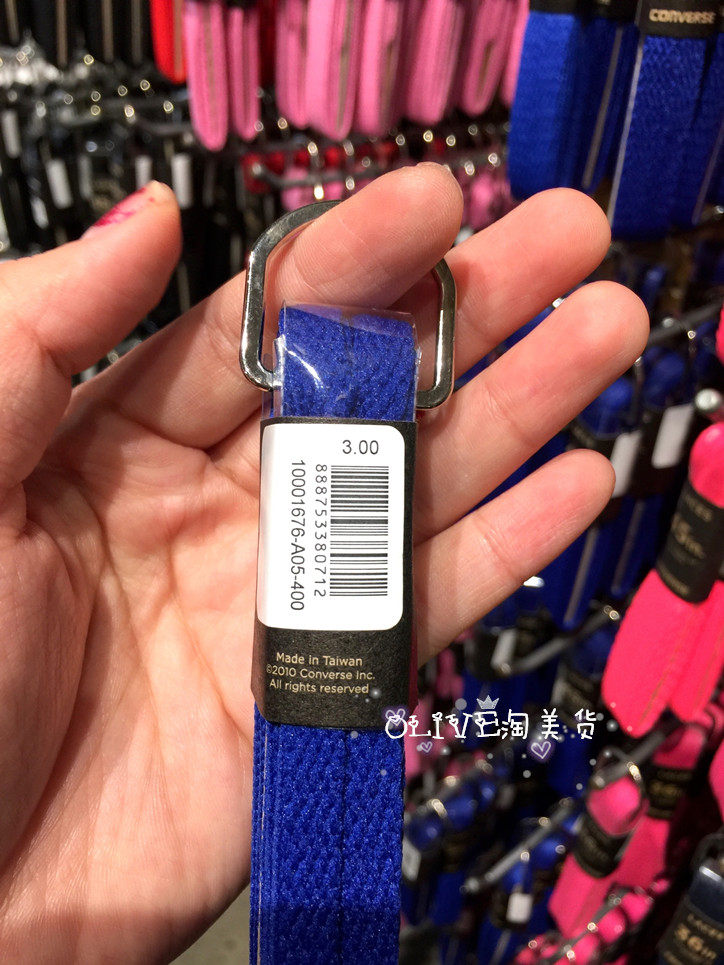 CONVERSE
3.00
8887533380712
10001676-A05-400
Made in Taiwan
©2010 Converse Inc.
All rights reserved
OLIVE淘美货